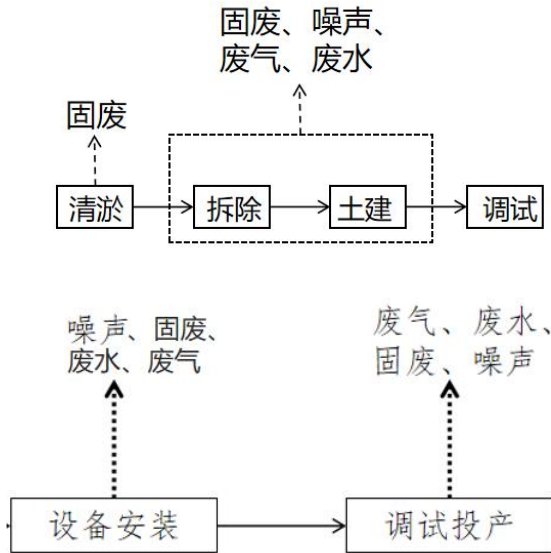 固废、噪声、
废气、废水
固废
清淤
拆除
土建
调试
噪声、固废、
废水、废气
废气、废水、
固废、噪声
设备安装
调试投产